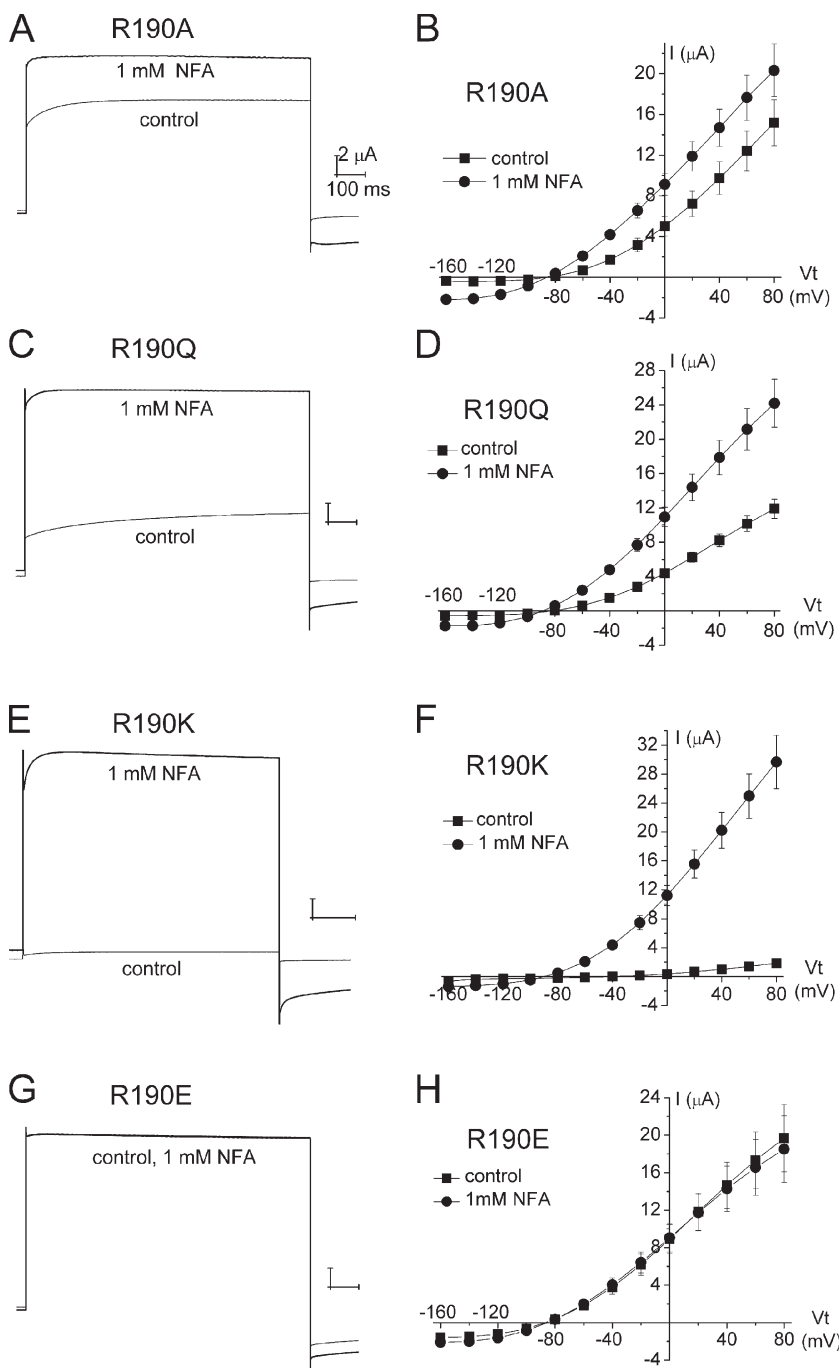 A
R190A
1 mM NFA
control
2 μA
100 ms
B
I (μA)
R190A
control
1 mM NFA
20
16
12
8
4
-4
-160
-120
-80
-40
40
80
Vt
(mV)
C
R190Q
1 mM NFA
control
D
I (μA)
R190Q
control
1 mM NFA
28
24
20
16
12
8
4
-4
-160
-120
-80
-40
0
40
80
Vt
(mV)
E
R190K
1 mM NFA
control
F
I (μA)
R190K
control
1 mM NFA
32
28
24
20
16
12
8
4
-4
-160
-120
-80
-40
0
40
80
Vt
(mV)
G
R190E
control, 1 mM NFA
H
I (μA)
R190E
control
1mM NFA
24
20
16
12
8
4
-4
-160
-120
-80
-40
0
40
80
Vt
(mV)